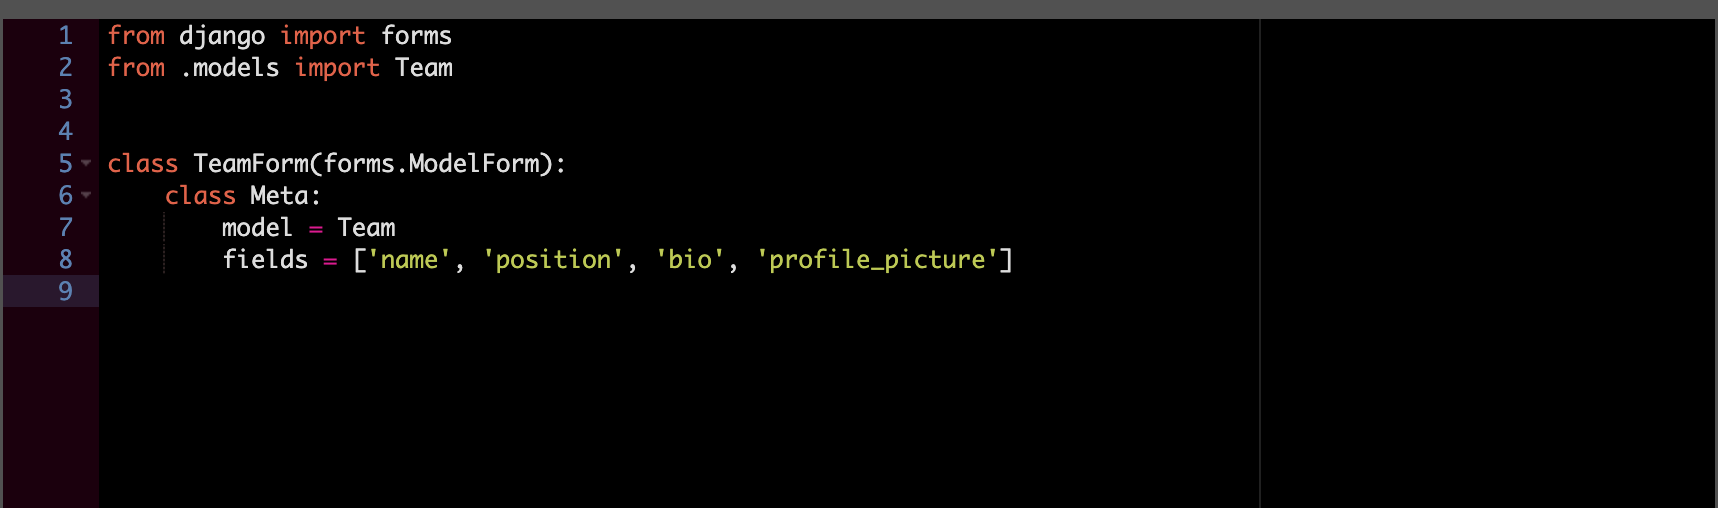 1 from django import forms
2 from .models import Team
3
4
5 class TeamForm(forms.ModelForm):
6     class Meta:
7         model = Team
8         fields = ['name', 'position', 'bio', 'profile_picture']
9